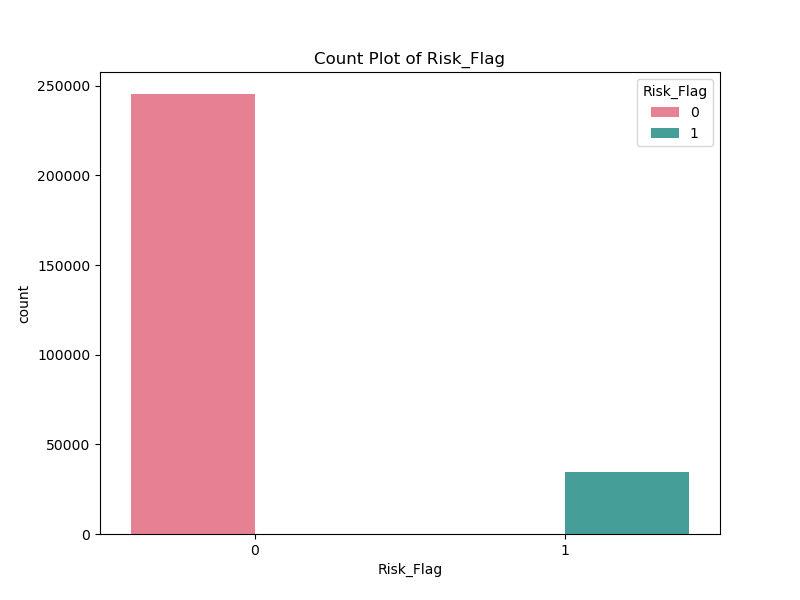 Count Plot of Risk_Flag
250000
200000
150000
100000
50000
0
count
Risk_Flag
0
1
0
1
Risk_Flag